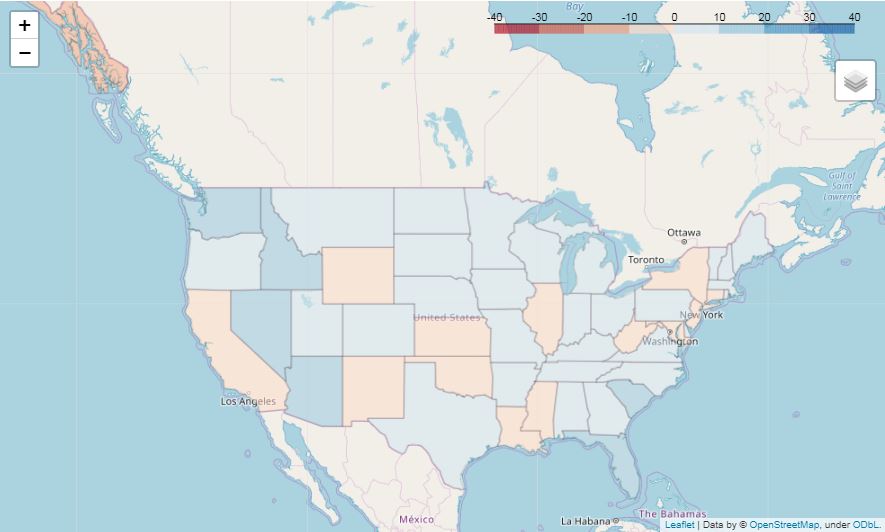 +
−
Bay
-40 -30 -20 -10 0 10 20 30 40
Gulf of
Saint
Lawrence
Ottawa
Toronto
United States
New York
Washington
Los Angeles
La Habana
The Bahamas
México
Leaflet | Data by © OpenStreetMap, under ODbL.